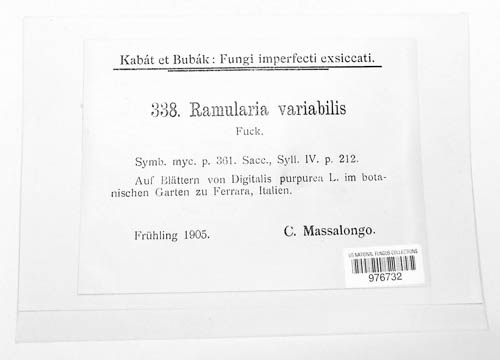 Kabát et Bubák: Fungi imperfecti exsiccati.
338. Ramularia variabilis
Fuck.
Symb. myc. p. 361. Sacc., Syll. IV. p. 212.
Auf Blättern von Digitalis purpurea L. im bota-
nischen Garten zu Ferrara, Italien.
Frühling 1905.
C. Massalongo.
US NATIONAL FUNGUS COLLECTIONS
976732